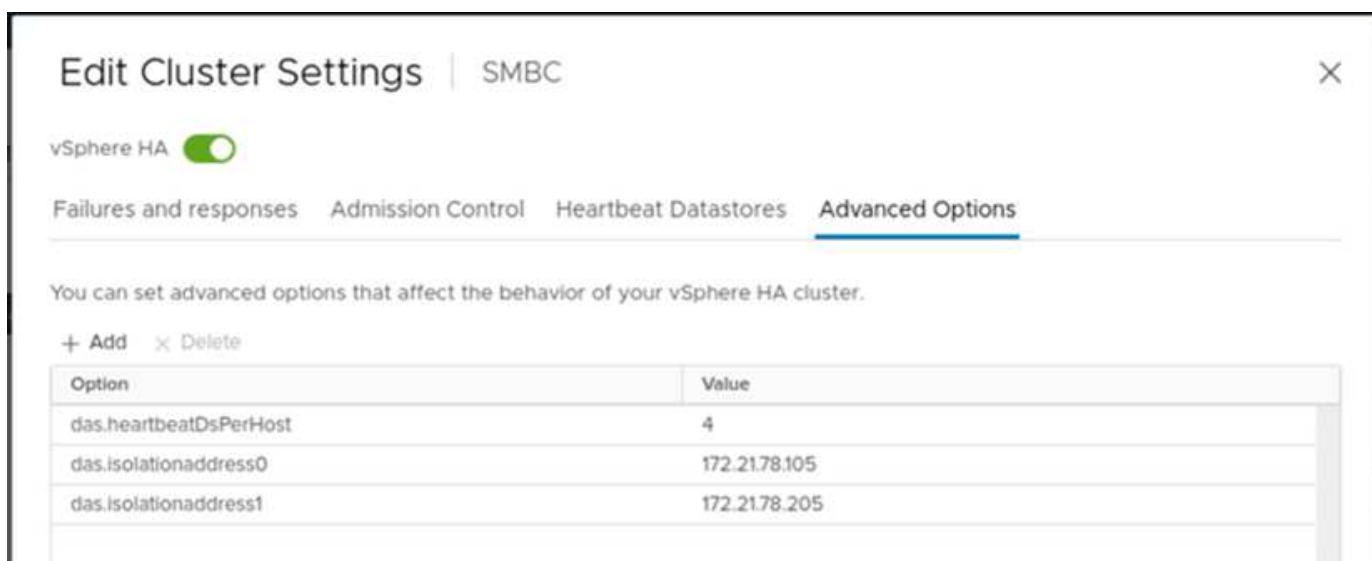 Edit Cluster Settings SMBC
vSphere HA
Failures and responses Admission Control Heartbeat Datastores Advanced Options
You can set advanced options that affect the behavior of your vSphere HA cluster.
+ Add × Delete
Option Value
das.heartbeatDsPerHost 4
das.isolationaddress0 172.21.78.105
das.isolationaddress1 172.21.78.205